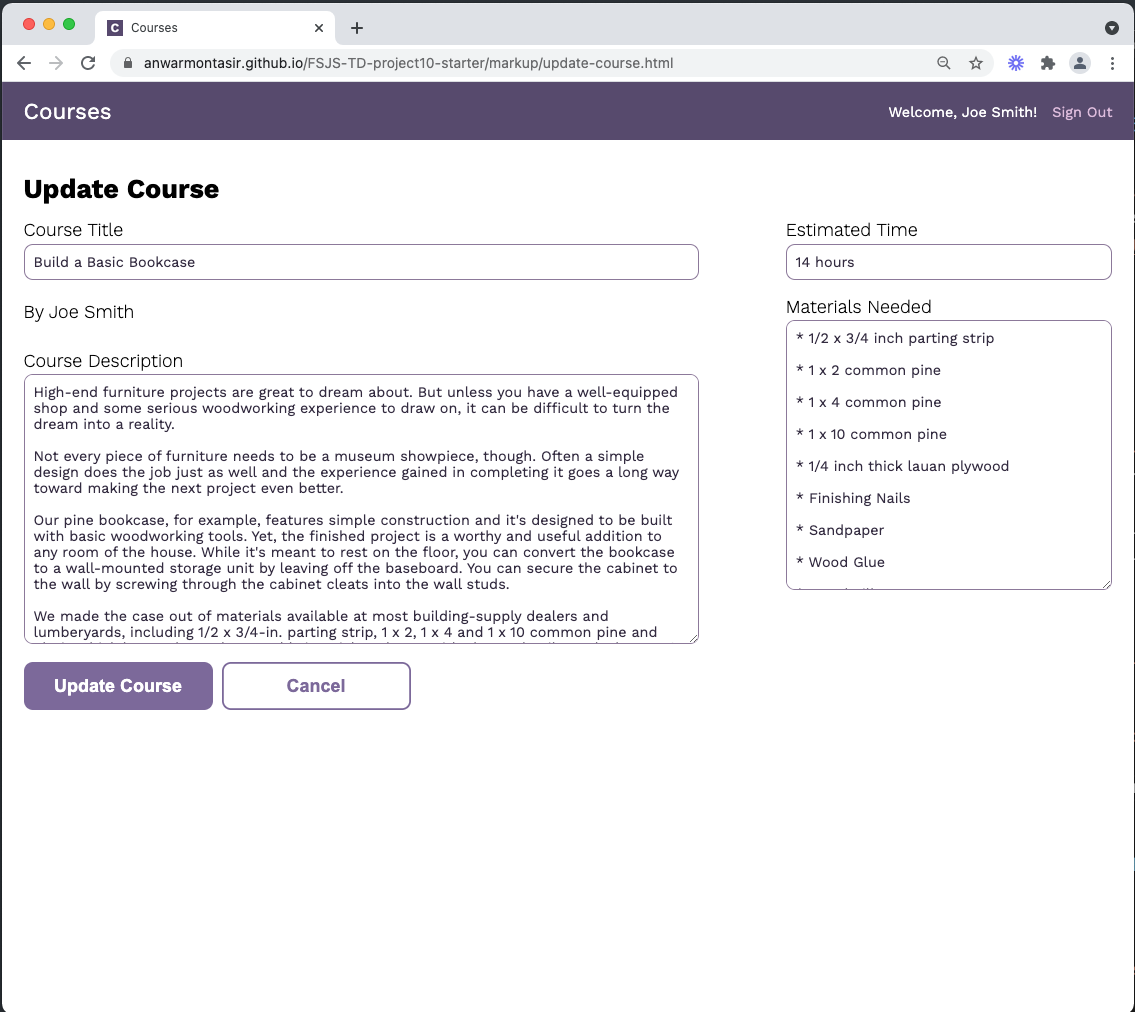 C Courses
anwarmontasir.github.io/FSJS-TD-project10-starter/markup/update-course.html
Courses
Welcome, Joe Smith! Sign Out
Update Course
Course Title
Build a Basic Bookcase
By Joe Smith
Course Description
High-end furniture projects are great to dream about. But unless you have a well-equipped
shop and some serious woodworking experience to draw on, it can be difficult to turn the
dream into a reality.
Not every piece of furniture needs to be a museum showpiece, though. Often a simple
design does the job just as well and the experience gained in completing it goes a long way
toward making the next project even better.
Our pine bookcase, for example, features simple construction and it's designed to be built
with basic woodworking tools. Yet, the finished project is a worthy and useful addition to
any room of the house. While it's meant to rest on the floor, you can convert the bookcase
to a wall-mounted storage unit by leaving off the baseboard. You can secure the cabinet to
the wall by screwing through the cabinet cleats into the wall studs.
We made the case out of materials available at most building-supply dealers and
lumberyards, including 1/2 x 3/4-in. parting strip, 1 x 2, 1 x 4 and 1 x 10 common pine and
Estimated Time
14 hours
Materials Needed
* 1/2 x 3/4 inch parting strip
* 1 x 2 common pine
* 1 x 4 common pine
* 1 x 10 common pine
* 1/4 inch thick lauan plywood
* Finishing Nails
* Sandpaper
* Wood Glue
Update Course
Cancel